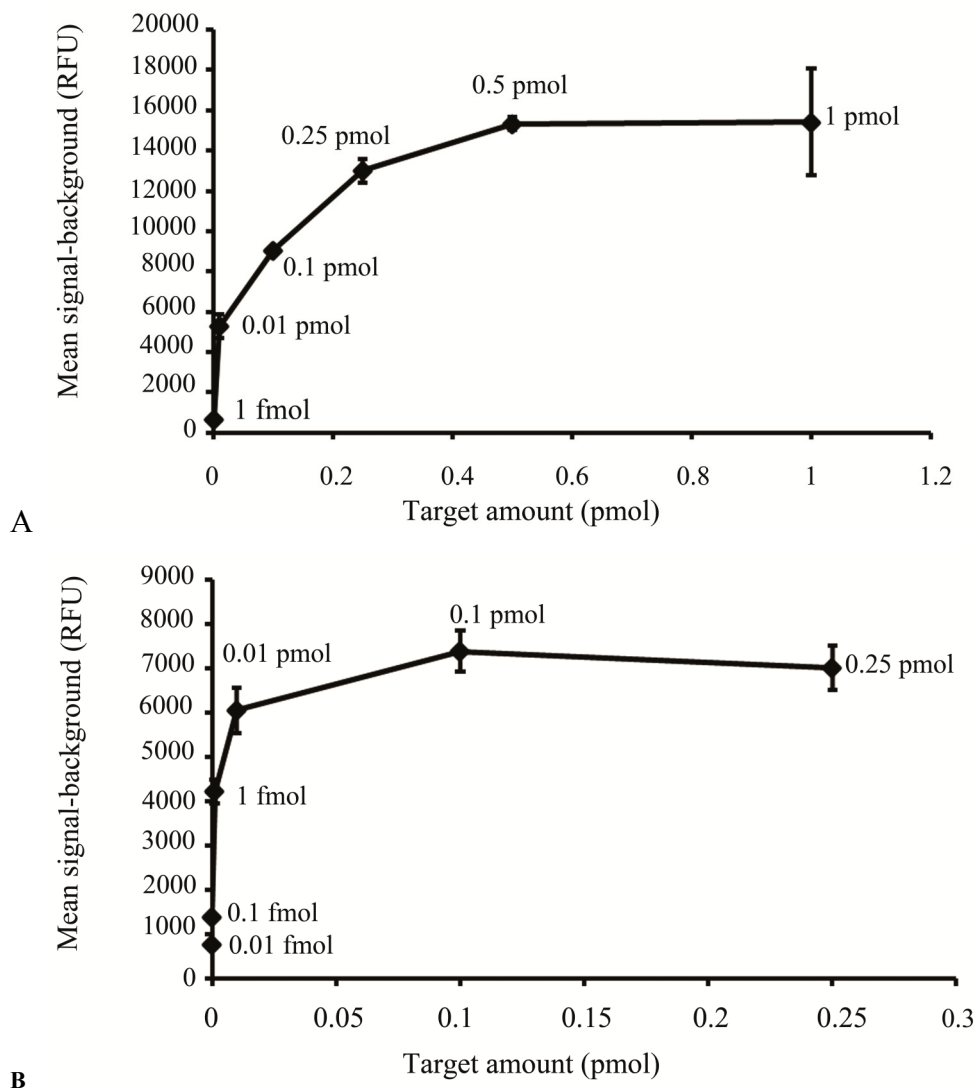 Mean signal-background (RFU)
20000
18000
16000
14000
12000
10000
8000
6000
4000
2000
0
0.5 pmol
0.25 pmol
1 pmol
0.1 pmol
0.01 pmol
1 fmol
0 0.2 0.4 0.6 0.8 1 1.2
Target amount (pmol)
A
Mean signal-background (RFU)
9000
8000
7000
6000
5000
4000
3000
2000
1000
0
0.1 pmol
0.01 pmol
0.25 pmol
1 fmol
0.1 fmol
0.01 fmol
0 0.05 0.1 0.15 0.2 0.25 0.3
Target amount (pmol)
B